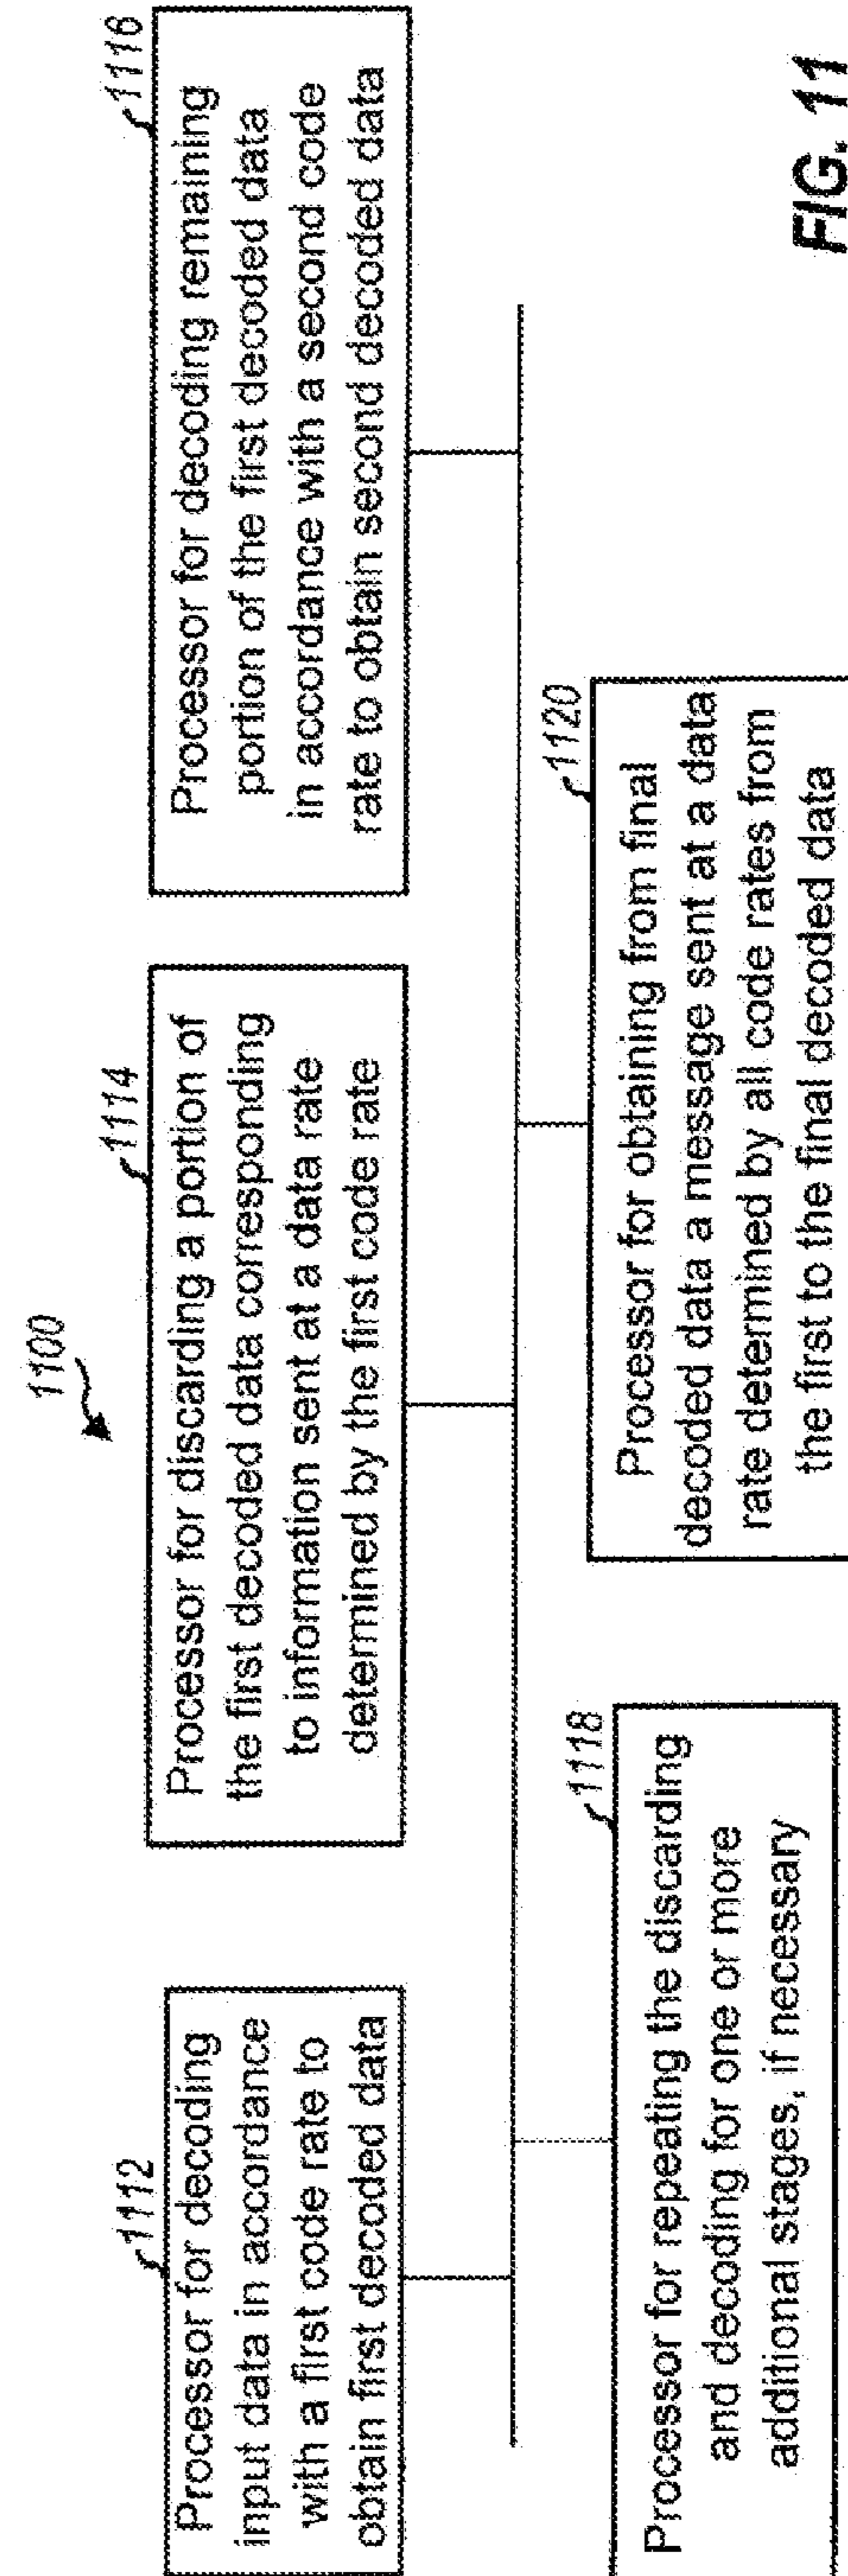 1100
1112
Processor for decoding
input data in accordance
with a first code rate to
obtain first decoded data
1114
Processor for discarding a portion of
the first decoded data corresponding
to information sent at a data rate
determined by the first code rate
1116
Processor for decoding remaining
portion of the first decoded data
in accordance with a second code
rate to obtain second decoded data
1118
Processor for repeating the discarding
and decoding for one or more
additional stages, if necessary
1120
Processor for obtaining from final
decoded data a message sent at a data
rate determined by all code rates from
the first to the final decoded data
FIG. 11